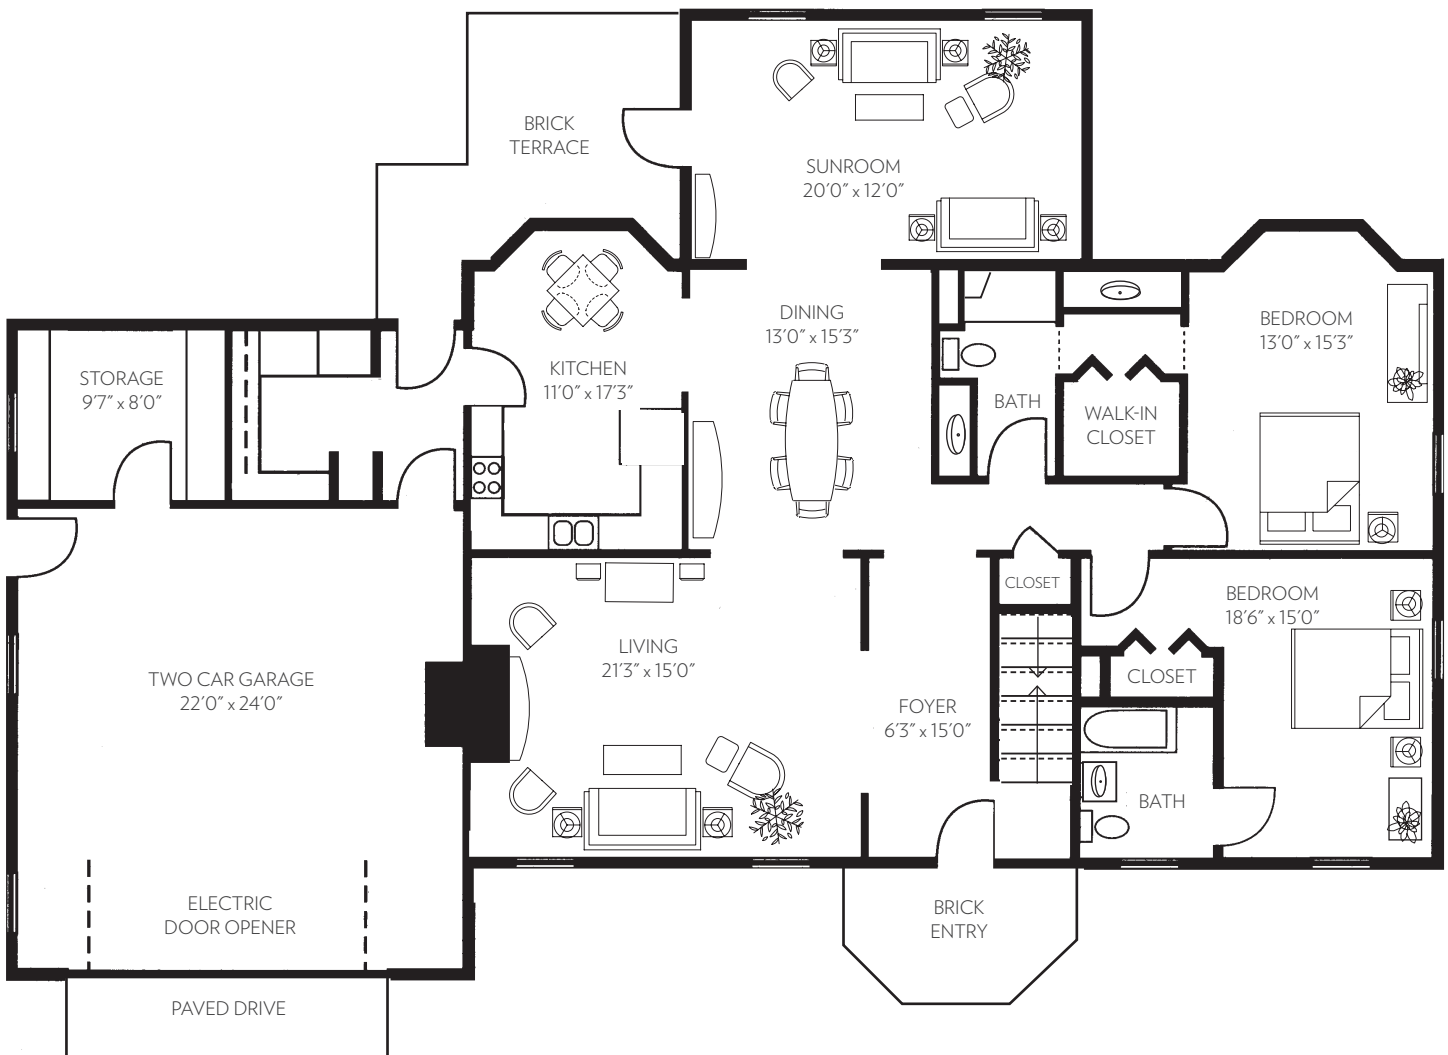 BRICK
TERRACE
SUNROOM
20'0" x 12'0"
DINING
13'0" x 15'3"
BEDROOM
13'0" x 15'3"
STORAGE
9'7" x 8'0"
KITCHEN
11'0" x 17'3"
BATH
WALK-IN
CLOSET
CLOSET
BEDROOM
18'6" x 15'0"
LIVING
21'3" x 15'0"
TWO CAR GARAGE
22'0" x 24'0"
CLOSET
FOYER
6'3" x 15'0"
BATH
ELECTRIC
DOOR OPENER
BRICK
ENTRY
PAVED DRIVE